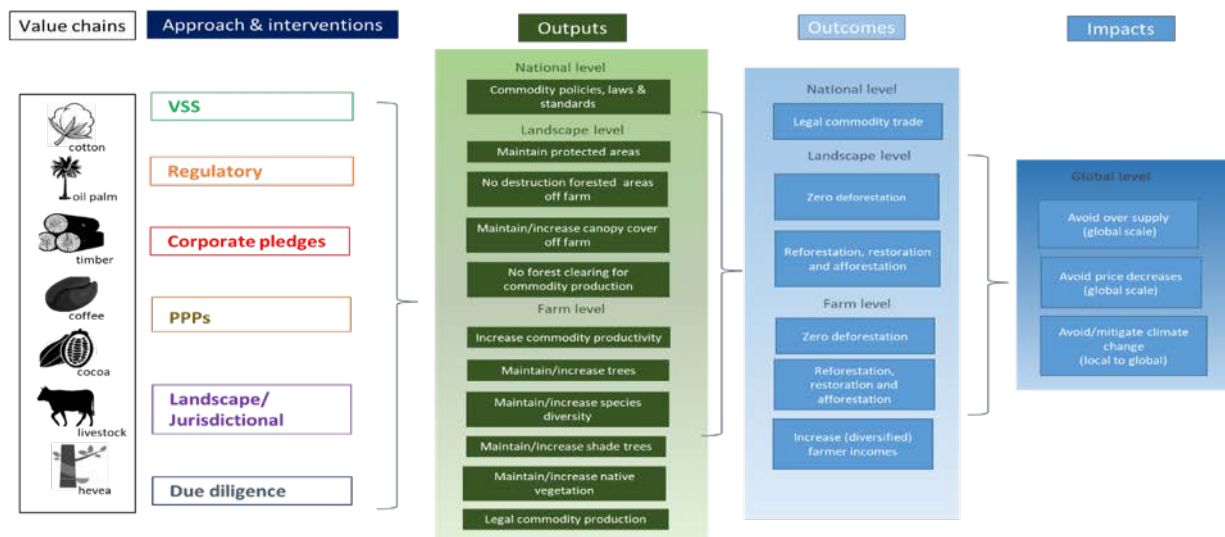 Value chains
Approach & interventions
Outputs
Outcomes
Impacts
cotton
oil palm
timber
coffee
cocoa
livestock
hevea
VSS
Regulatory
Corporate pledges
PPPs
Landscape/
Jurisdictional
Due diligence
National level
Commodity policies, laws &
standards
Landscape level
Maintain protected areas
No destruction forested areas
off farm
Maintain/increase canopy cover
off farm
No forest clearing for
commodity production
Farm level
Increase commodity productivity
Maintain/increase trees
Maintain/increase species
diversity
Maintain/increase shade trees
Maintain/increase native
vegetation
Legal commodity production
National level
Legal commodity trade
Landscape level
Zero deforestation
Reforestation, restoration
and afforestation
Farm level
Zero deforestation
Reforestation,
restoration and
afforestation
Increase (diversified)
farmer incomes
Global level
Avoid over supply
(global scale)
Avoid price decreases
(global scale)
Avoid/mitigate climate
change
(local to global)